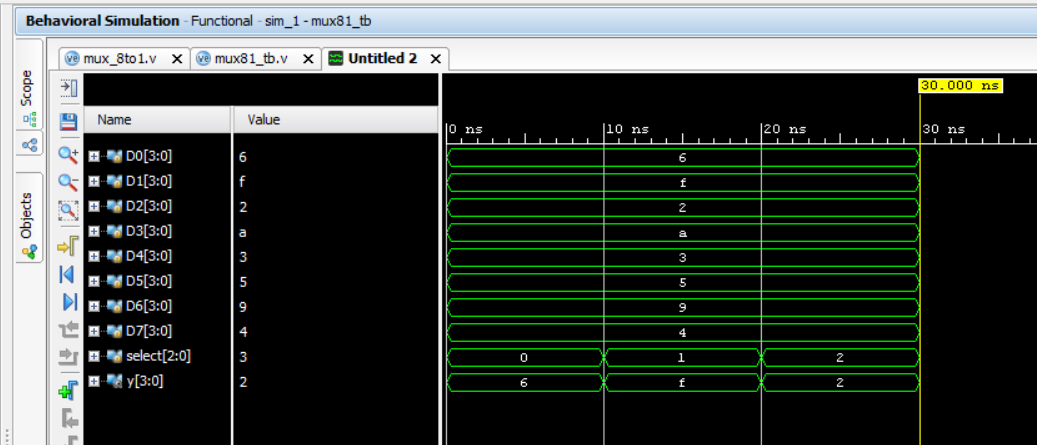 Behavioral Simulation - Functional - sim_1 - mux81_tb
mux_8to1.v mux81_tb.v Untitled 2
Scope
Objects
30.000 ns
Name Value
0 ns 10 ns 20 ns 30 ns
D0[3:0] 6 6
D1[3:0] f f
D2[3:0] 2 2
D3[3:0] a a
D4[3:0] 3 3
D5[3:0] 5 5
D6[3:0] 9 9
D7[3:0] 4 4
select[2:0] 3 0 1 2
y[3:0] 2 6 f 2